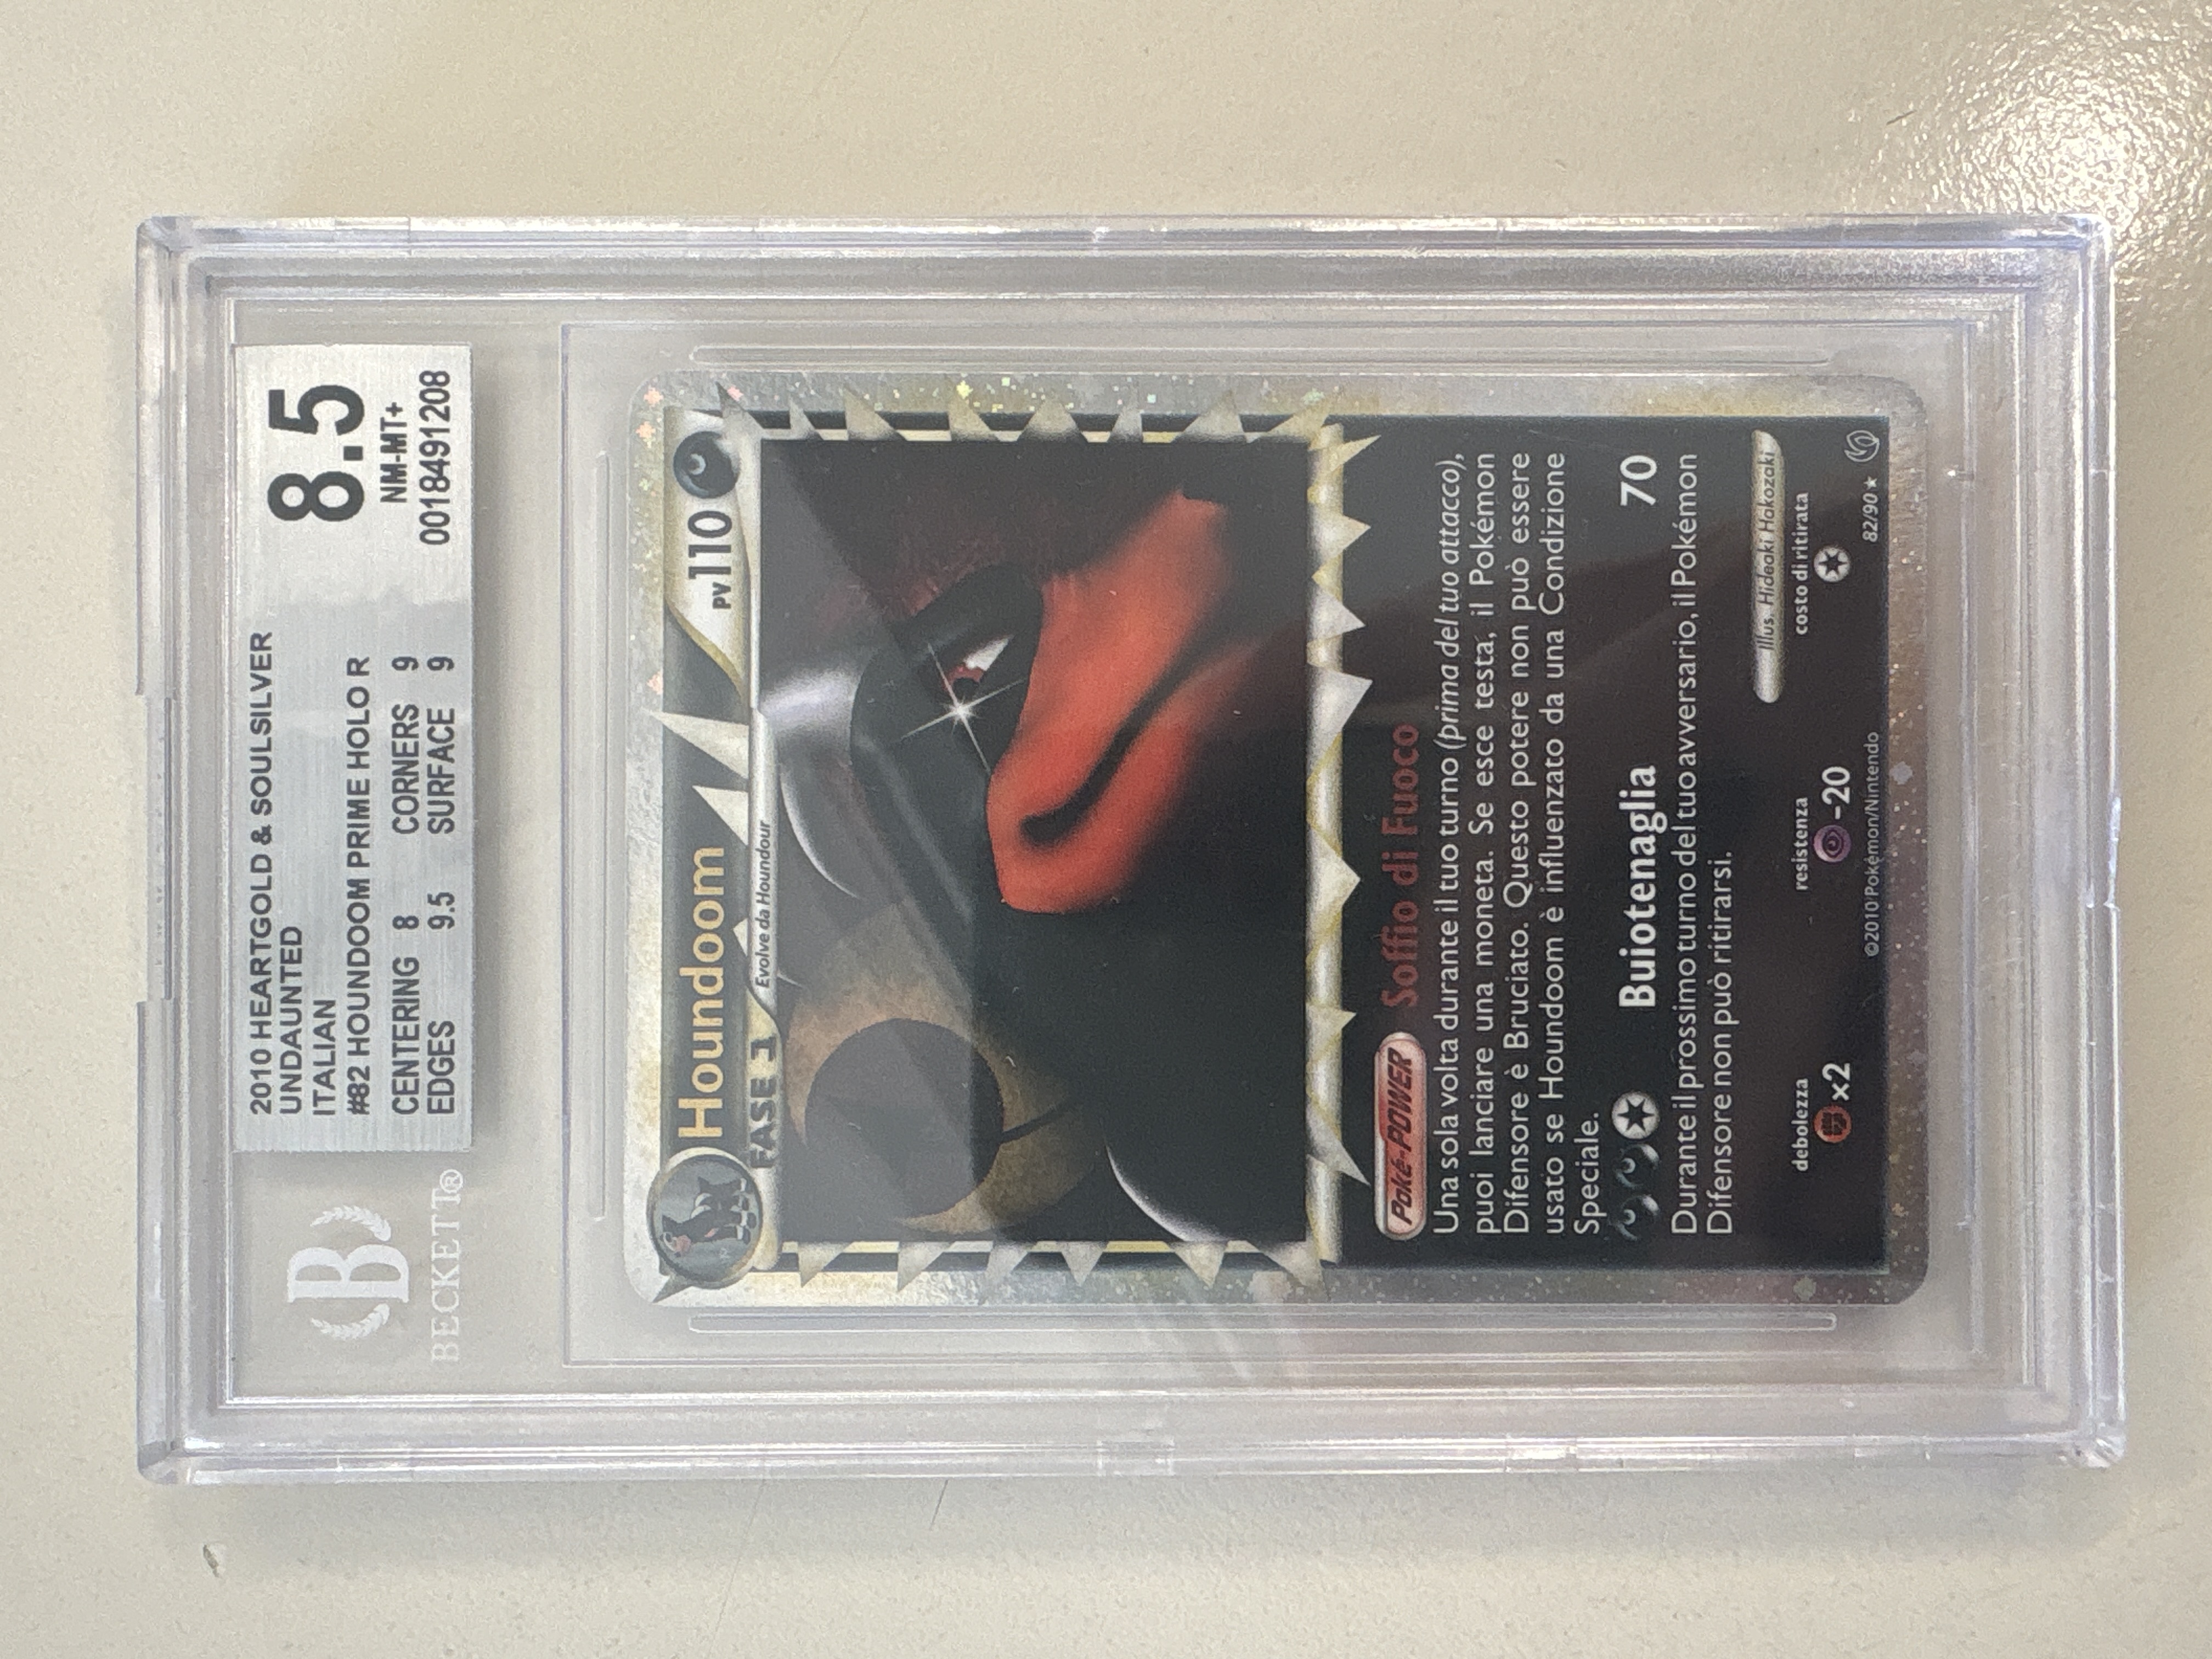 BECKETT®
2010 HEARTGOLD & SOULSILVER
UNDAUNTED
ITALIAN
#82 HOUNDOOM PRIME HOLO R
CENTERING 8 CORNERS 9
EDGES 9.5 SURFACE 9
8.5
NM-MT+
0018491208
Houndoom PV110
FASE 1 Evolve da Houndour
Poké-POWER Soffio di Fuoco
Una sola volta durante il tuo turno (prima del tuo attacco),
puoi lanciare una moneta. Se esce testa, il Pokémon
Difensore è Bruciato. Questo potere non può essere
usato se Houndoom è influenzato da una Condizione
Speciale.
Buiotenaglia 70
Durante il prossimo turno del tuo avversario, il Pokémon
Difensore non può ritirarsi.
Illus. Hideaki Hakozaki
debolezza resistenza costo di ritirata
×2 -20
©2010 Pokémon/Nintendo 82/90★